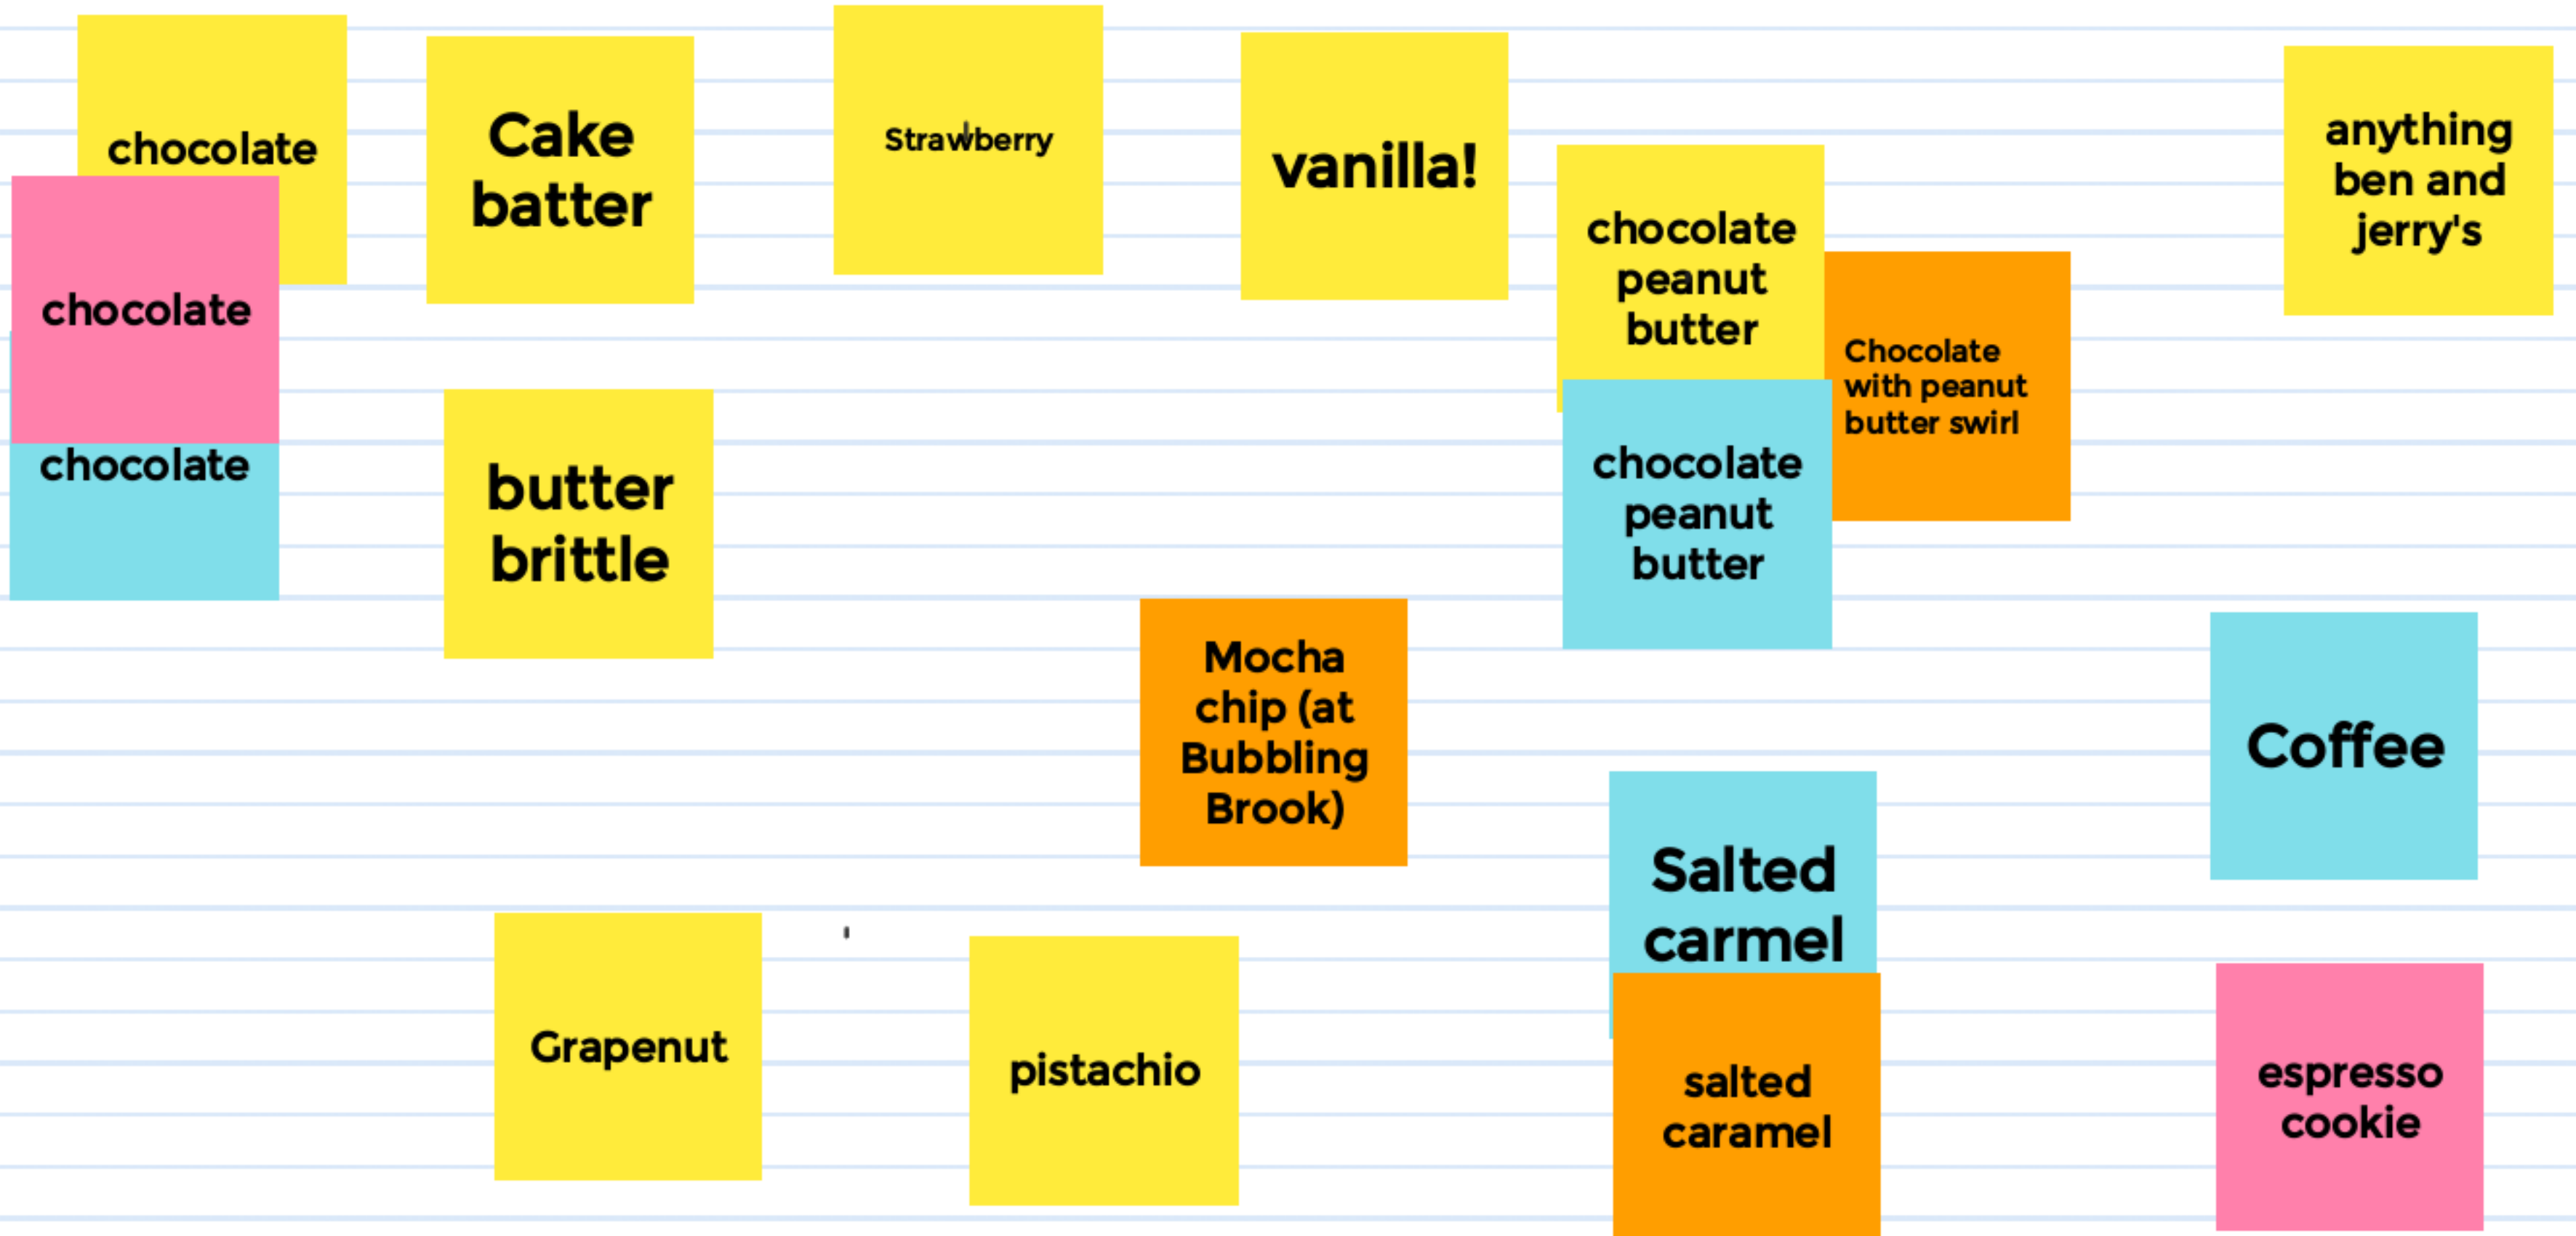 chocolate
chocolate
chocolate
Cake
batter
butter
brittle
Strawberry
vanilla!
chocolate
peanut
butter
Chocolate
with peanut
butter swirl
chocolate
peanut
butter
anything
ben and
jerry's
Mocha
chip (at
Bubbling
Brook)
Coffee
Salted
carmel
salted
caramel
Grapenut
pistachio
espresso
cookie